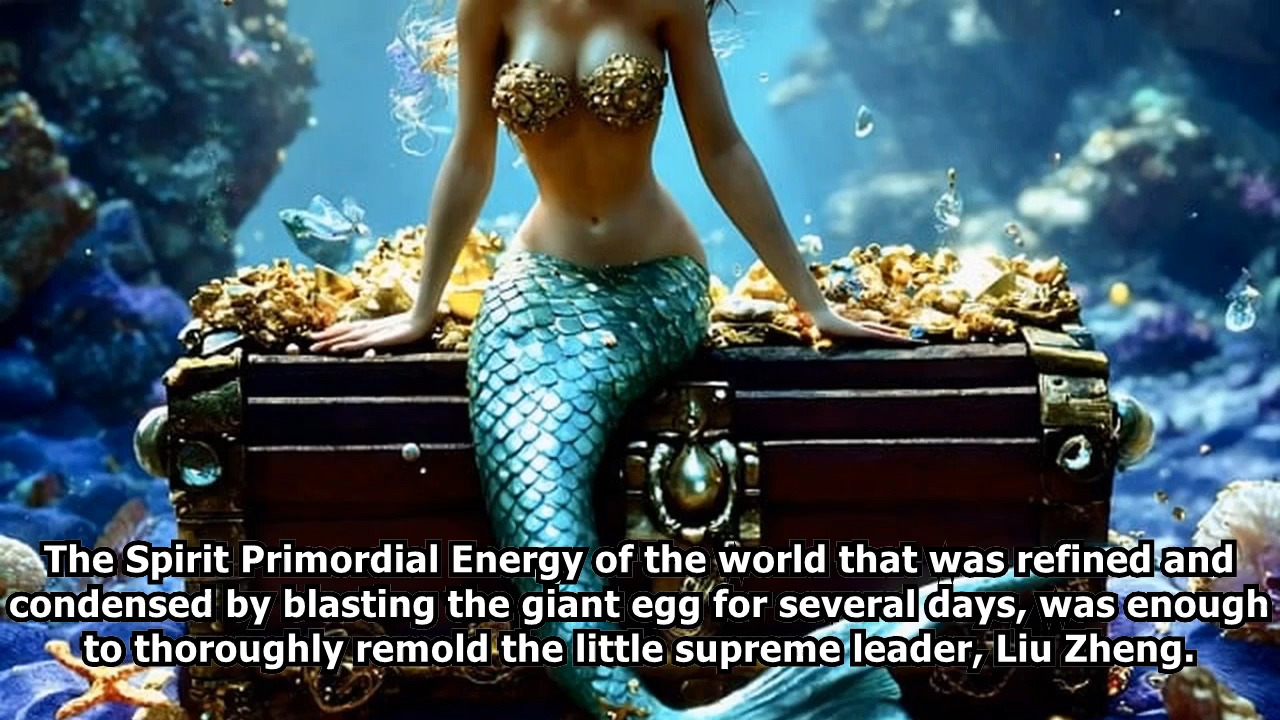 The Spirit Primordial Energy of the world that was refined and
condensed by blasting the giant egg for several days, was enough
to thoroughly remold the little supreme leader, Liu Zheng.